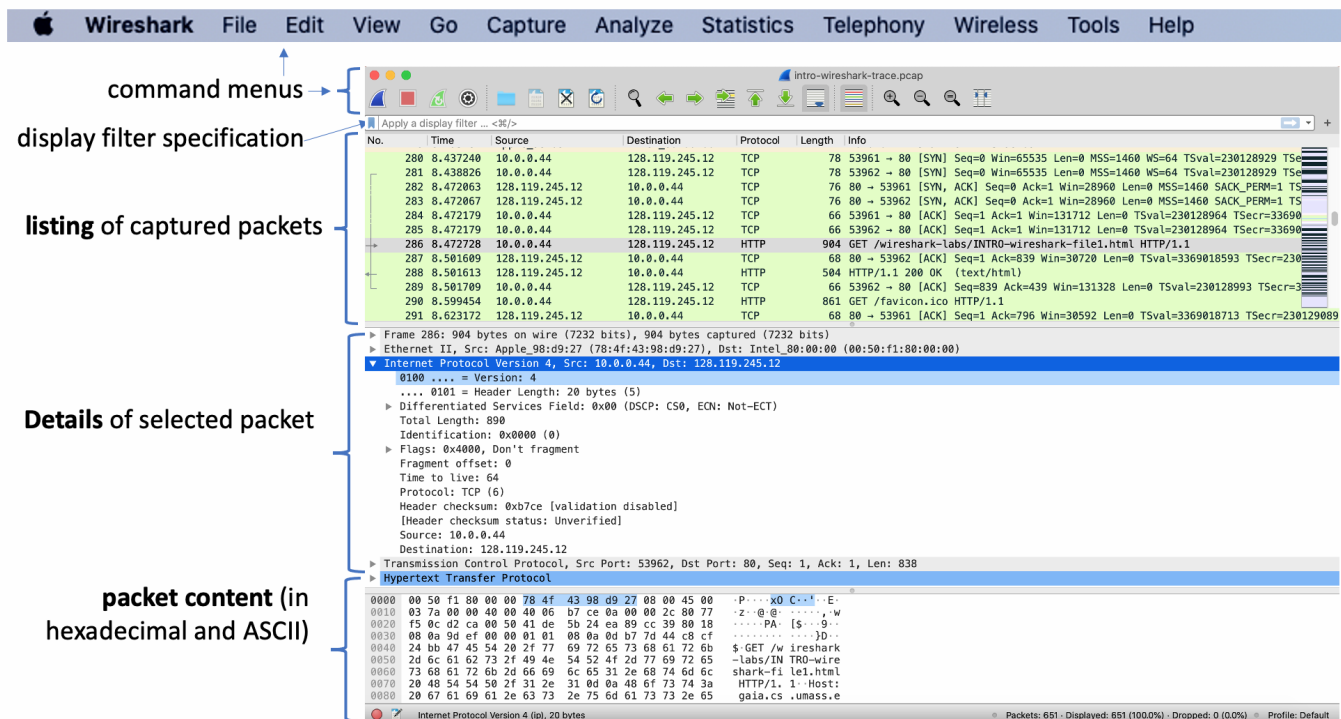 Wireshark File Edit View Go Capture Analyze Statistics Telephony Wireless Tools Help
command menus
intro-wireshark-trace.pcap
display filter specification
Apply a display filter ... <⌘/>
+
No. Time Source Destination Protocol Length Info
listing of captured packets
280 8.437240 10.0.0.44 128.119.245.12 TCP 78 53961 → 80 [SYN] Seq=0 Win=65535 Len=0 MSS=1460 WS=64 TSval=230128929 TSe
281 8.438826 10.0.0.44 128.119.245.12 TCP 78 53962 → 80 [SYN] Seq=0 Win=65535 Len=0 MSS=1460 WS=64 TSval=230128929 TSe
282 8.472063 128.119.245.12 10.0.0.44 TCP 76 80 → 53961 [SYN, ACK] Seq=0 Ack=1 Win=28960 Len=0 MSS=1460 SACK_PERM=1 TS
283 8.472067 128.119.245.12 10.0.0.44 TCP 76 80 → 53962 [SYN, ACK] Seq=0 Ack=1 Win=28960 Len=0 MSS=1460 SACK_PERM=1 TS
284 8.472179 10.0.0.44 128.119.245.12 TCP 66 53961 → 80 [ACK] Seq=1 Ack=1 Win=131712 Len=0 TSval=230128964 TSecr=33690
285 8.472179 10.0.0.44 128.119.245.12 TCP 66 53962 → 80 [ACK] Seq=1 Ack=1 Win=131712 Len=0 TSval=230128964 TSecr=33690
286 8.472728 10.0.0.44 128.119.245.12 HTTP 904 GET /wireshark-labs/INTRO-wireshark-file1.html HTTP/1.1
287 8.501609 128.119.245.12 10.0.0.44 TCP 68 80 → 53962 [ACK] Seq=1 Ack=839 Win=30720 Len=0 TSval=3369018593 TSecr=230
288 8.501613 128.119.245.12 10.0.0.44 HTTP 504 HTTP/1.1 200 OK (text/html)
289 8.501709 10.0.0.44 128.119.245.12 TCP 66 53962 → 80 [ACK] Seq=839 Ack=439 Win=131328 Len=0 TSval=230128993 TSecr=3
290 8.599454 10.0.0.44 128.119.245.12 HTTP 861 GET /favicon.ico HTTP/1.1
291 8.623172 128.119.245.12 10.0.0.44 TCP 68 80 → 53961 [ACK] Seq=1 Ack=796 Win=30592 Len=0 TSval=3369018713 TSecr=230129089
Details of selected packet
Frame 286: 904 bytes on wire (7232 bits), 904 bytes captured (7232 bits)
Ethernet II, Src: Apple_98:d9:27 (78:4f:43:98:d9:27), Dst: Intel_80:00:00 (00:50:f1:80:00:00)
Internet Protocol Version 4, Src: 10.0.0.44, Dst: 128.119.245.12
0100 .... = Version: 4
.... 0101 = Header Length: 20 bytes (5)
Differentiated Services Field: 0x00 (DSCP: CS0, ECN: Not-ECT)
Total Length: 890
Identification: 0x0000 (0)
Flags: 0x4000, Don't fragment
Fragment offset: 0
Time to live: 64
Protocol: TCP (6)
Header checksum: 0xb7ce [validation disabled]
[Header checksum status: Unverified]
Source: 10.0.0.44
Destination: 128.119.245.12
Transmission Control Protocol, Src Port: 53962, Dst Port: 80, Seq: 1, Ack: 1, Len: 838
Hypertext Transfer Protocol
packet content (in
hexadecimal and ASCII)
0000 00 50 f1 80 00 00 78 4f 43 98 d9 27 08 00 45 00 ·P····xO C··'··E·
0010 03 7a 00 00 40 00 40 06 b7 ce 0a 00 00 2c 80 77 ·z··@·@· ·····,·w
0020 f5 0c d2 ca 00 50 41 de 5b 24 ea 89 cc 39 80 18 ·····PA· [$···9··
0030 08 0a 9d ef 00 00 01 01 08 0a 0d b7 7d 44 c8 cf ········ ····}D··
0040 24 bb 47 45 54 20 2f 77 69 72 65 73 68 61 72 6b $·GET /w ireshark
0050 2d 6c 61 62 73 2f 49 4e 54 52 4f 2d 77 69 72 65 -labs/IN TRO-wire
0060 73 68 61 72 6b 2d 66 69 6c 65 31 2e 68 74 6d 6c shark-fi le1.html
0070 20 48 54 54 50 2f 31 2e 31 0d 0a 48 6f 73 74 3a HTTP/1. 1··Host:
0080 20 67 61 69 61 2e 63 73 2e 75 6d 61 73 73 2e 65 gaia.cs .umass.e
Internet Protocol Version 4 (ip), 20 bytes
Packets: 651 · Displayed: 651 (100.0%) · Dropped: 0 (0.0%)
Profile: Default